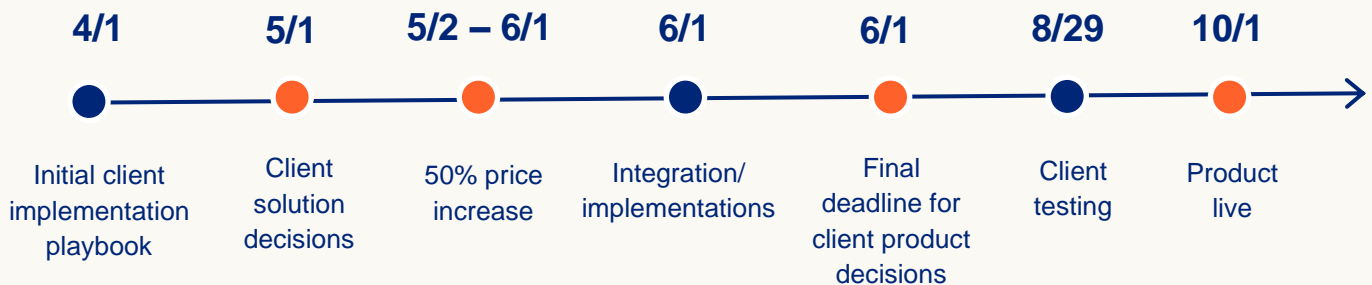 4/1
5/1
5/2 – 6/1
6/1
6/1
8/29
10/1
Initial client
implementation
playbook
Client
solution
decisions
50% price
increase
Integration/
implementations
Final
deadline for
client product
decisions
Client
testing
Product
live